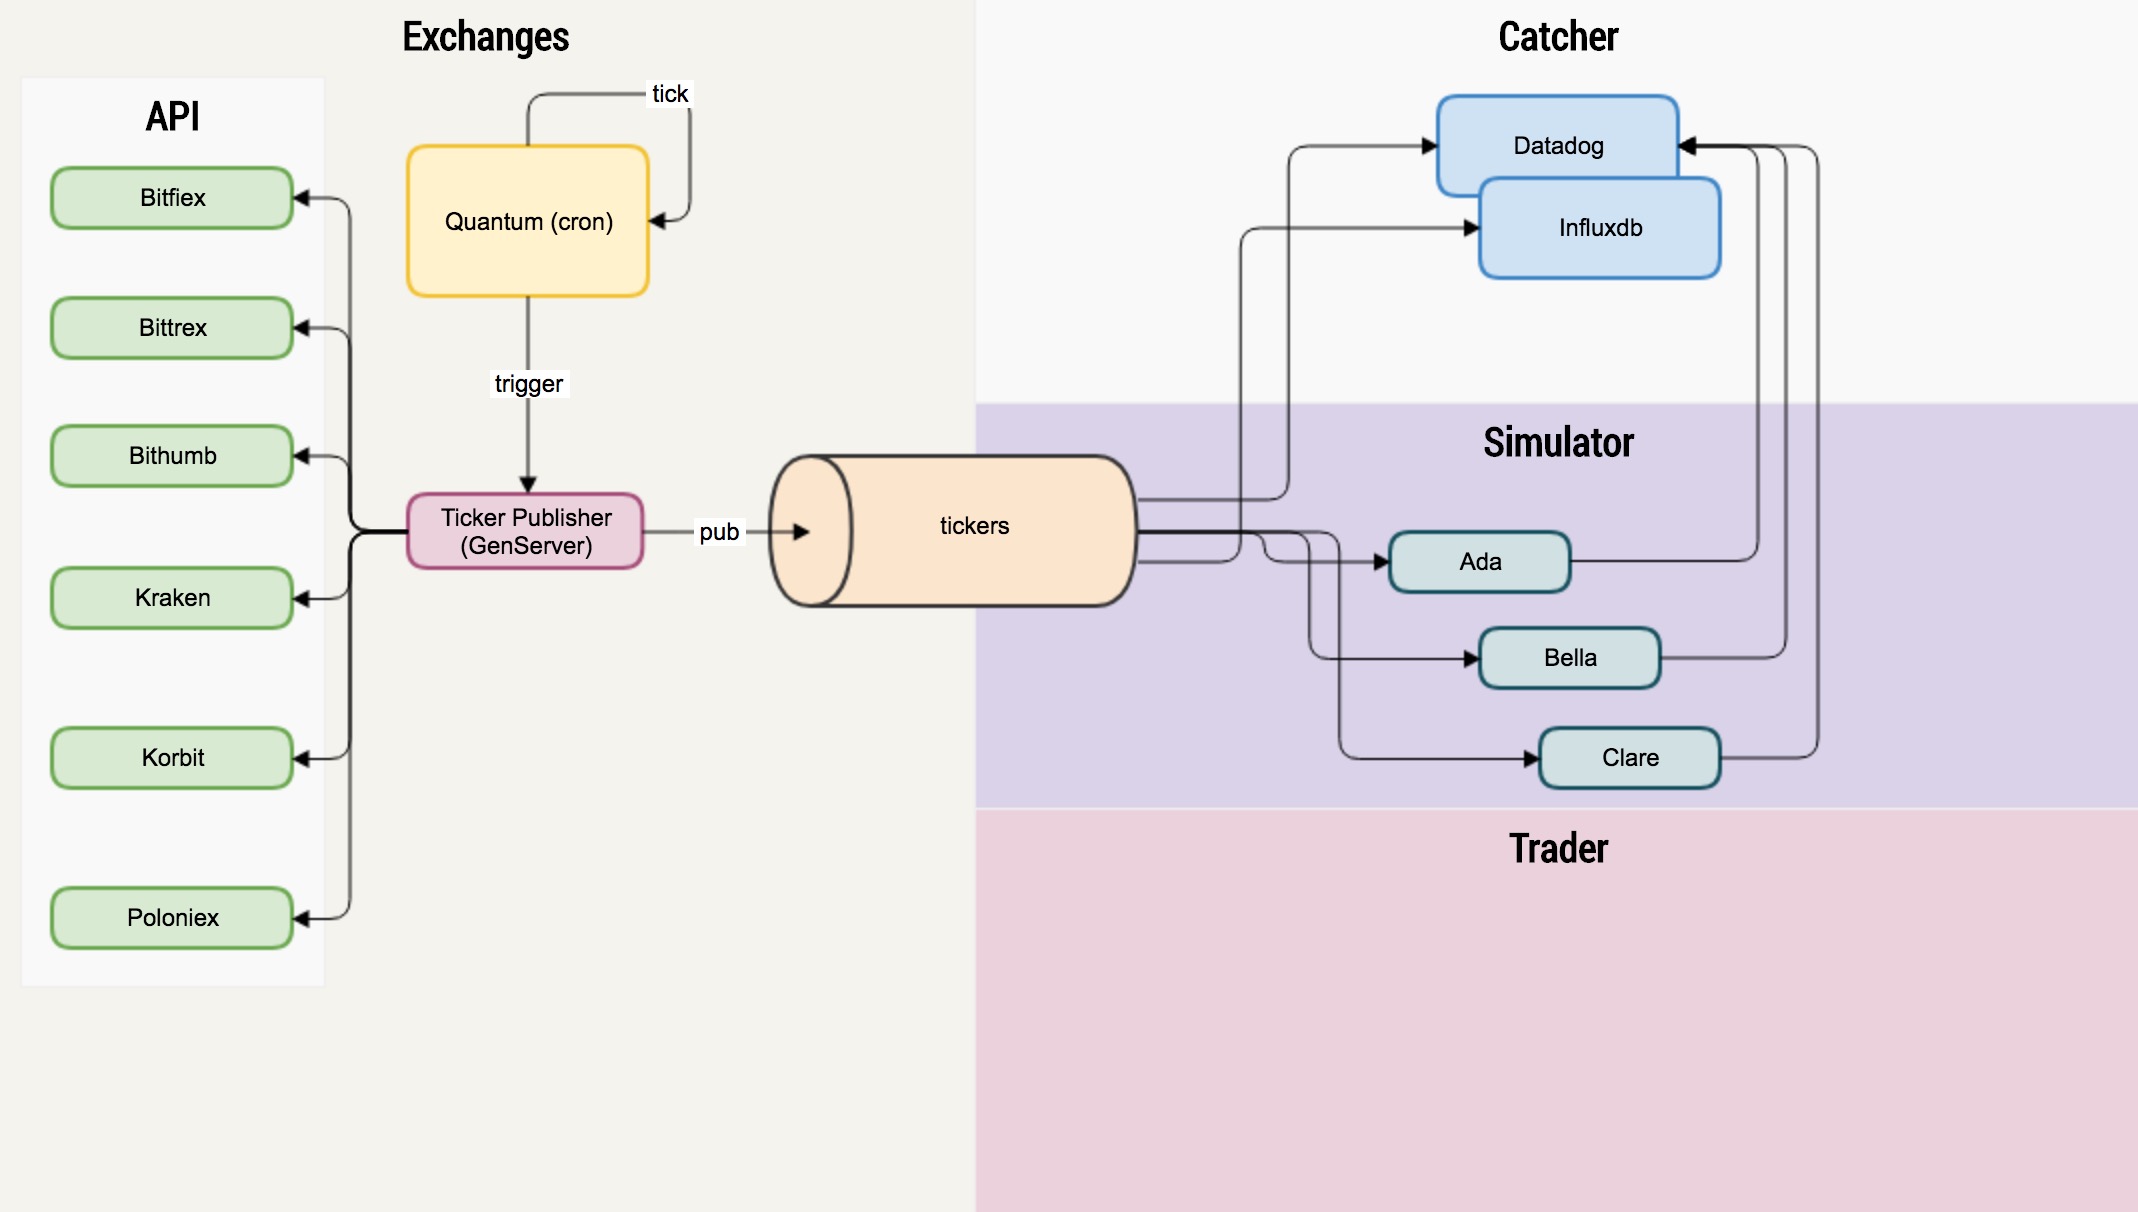 Exchanges
API
Bitfiex
Bittrex
Bithumb
Kraken
Korbit
Poloniex
tick
Quantum (cron)
trigger
Ticker Publisher
(GenServer)
pub
tickers
Catcher
Datadog
Influxdb
Simulator
Ada
Bella
Clare
Trader